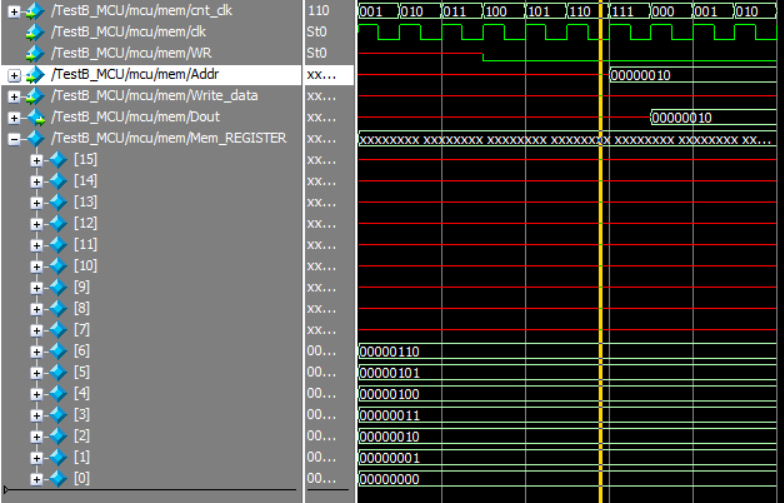 /TestB_MCU/mcu/mem/cnt_clk 110 001 010 011 100 101 110 111 000 001 010
/TestB_MCU/mcu/mem/clk St0
/TestB_MCU/mcu/mem/WR St0
/TestB_MCU/mcu/mem/Addr xx... 00000010
/TestB_MCU/mcu/mem/Write_data xx...
/TestB_MCU/mcu/mem/Dout xx... 00000010
/TestB_MCU/mcu/mem/Mem_REGISTER xx... xxxxxxxx xxxxxxxx xxxxxxxx xxxxxxxx xxxxxxxx xxxxxxxx xxxxxxxx xx...
[15] xx...
[14] xx...
[13] xx...
[12] xx...
[11] xx...
[10] xx...
[9] xx...
[8] xx...
[7] xx...
[6] 00... 00000110
[5] 00... 00000101
[4] 00... 00000100
[3] 00... 00000011
[2] 00... 00000010
[1] 00... 00000001
[0] 00... 00000000